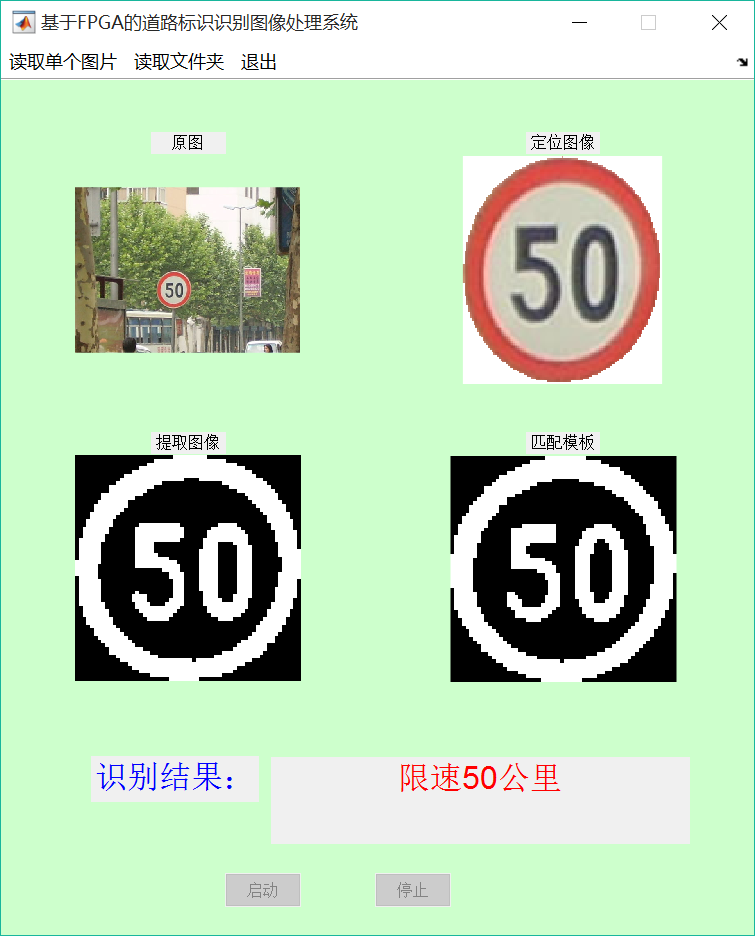 基于FPGA的道路标识识别图像处理系统
读取单个图片 读取文件夹 退出
原图
定位图像
50
50
提取图像
匹配模板
50
50
识别结果：
限速50公里
启动
停止